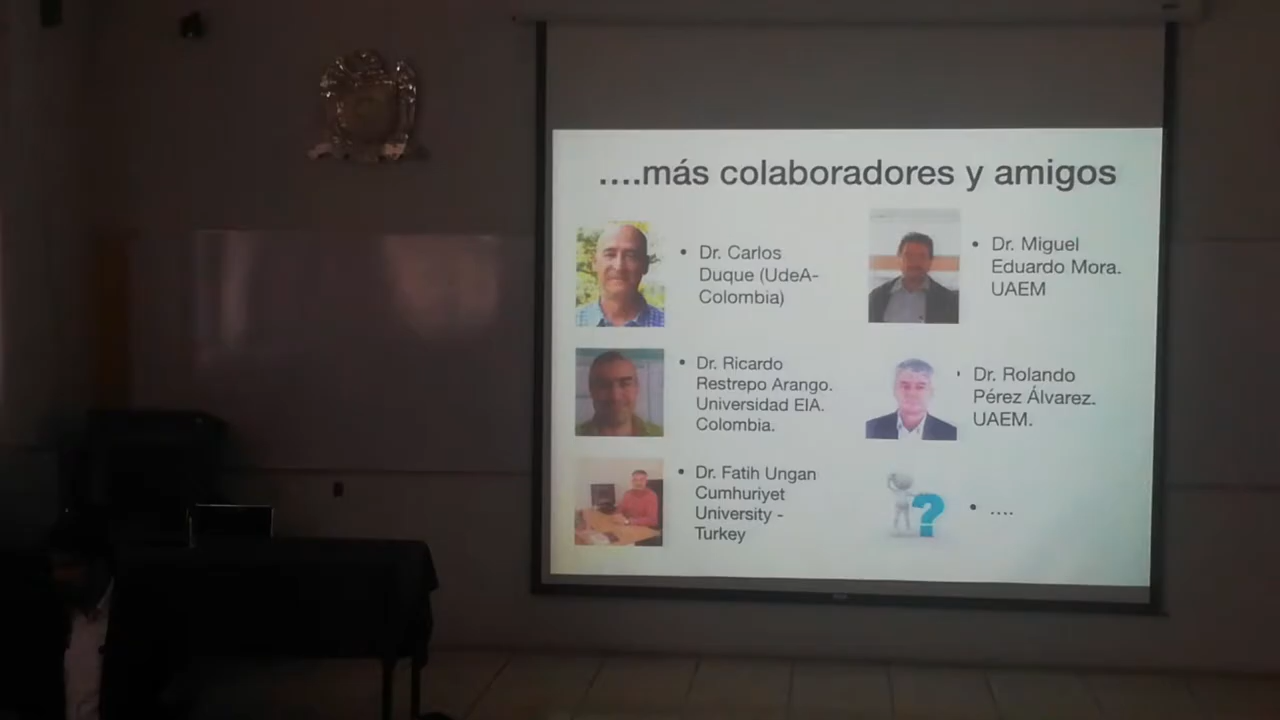 ....más colaboradores y amigos
• Dr. Carlos
Duque (UdeA-
Colombia)
• Dr. Miguel
Eduardo Mora.
UAEM
• Dr. Ricardo
Restrepo Arango.
Universidad EIA.
Colombia.
• Dr. Rolando
Pérez Álvarez.
UAEM.
• Dr. Fatih Ungan
Cumhuriyet
University -
Turkey
?
• ....